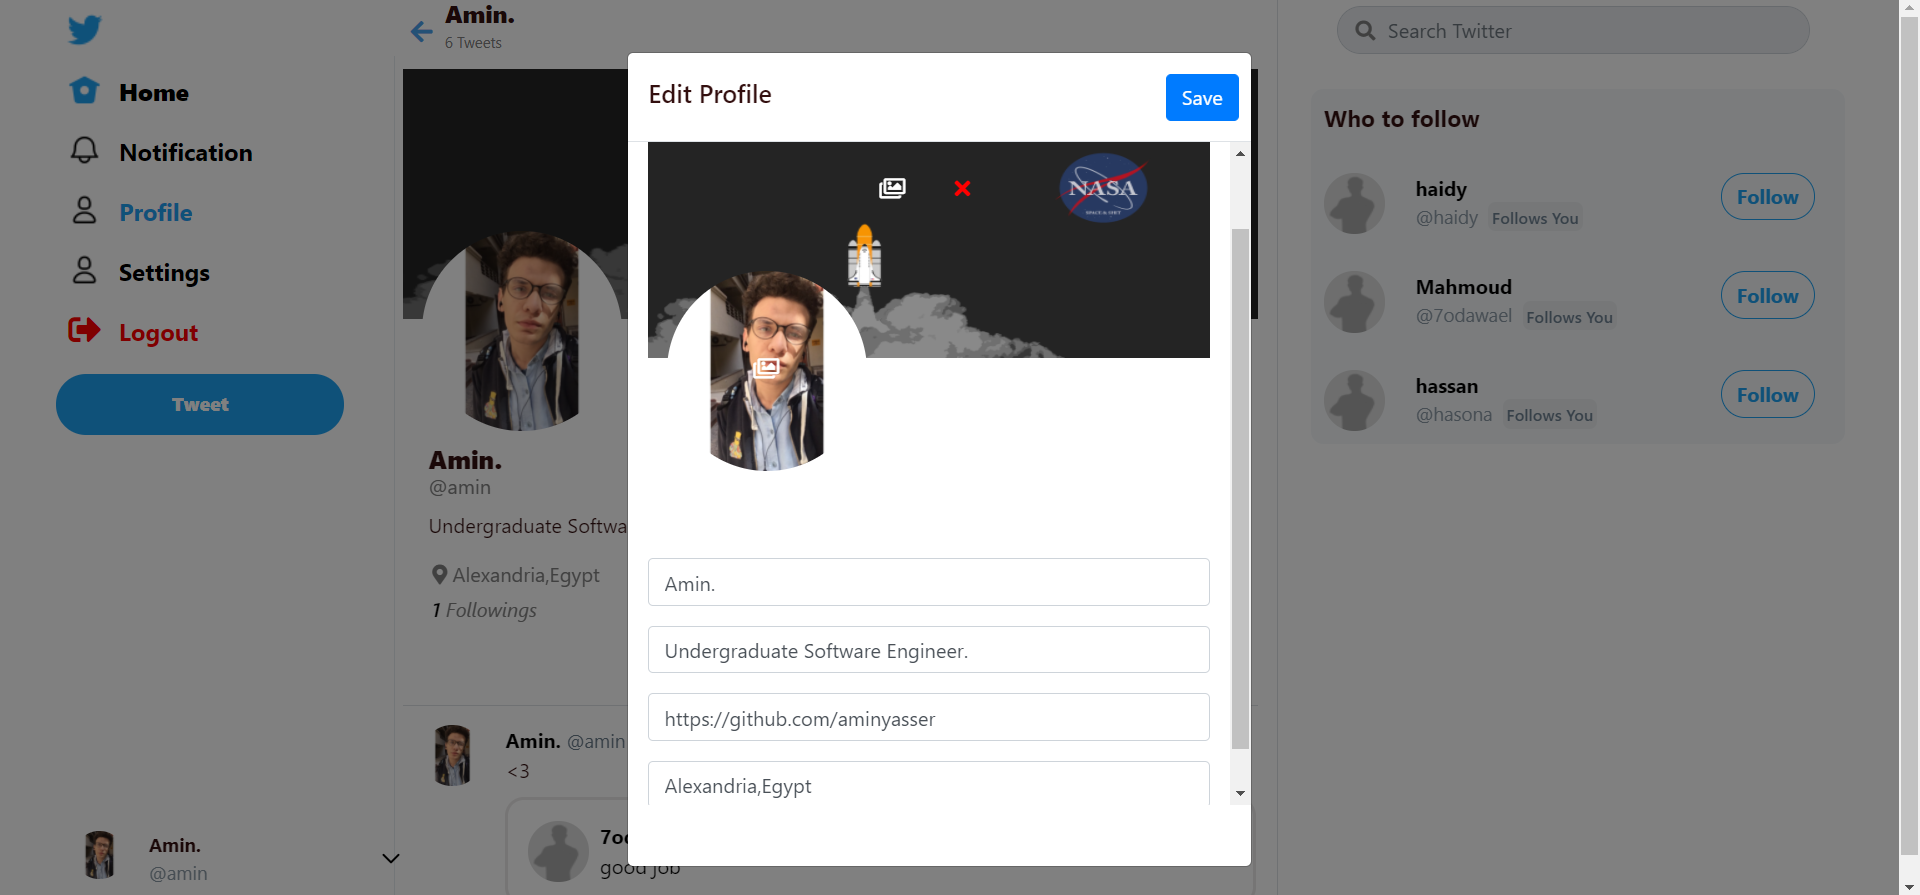 Home
Notification
Profile
Settings
Logout
Tweet
Amin.
@amin
Amin.
6 Tweets
Amin.
@amin
Undergraduate Softwa
Alexandria,Egypt
1 Followings
Amin. @amin
<3
good job
Edit Profile
Save
NASA
Amin.
Undergraduate Software Engineer.
https://github.com/aminyasser
Alexandria,Egypt
Search Twitter
Who to follow
haidy
@haidy Follows You
Follow
Mahmoud
@7odawael Follows You
Follow
hassan
@hasona Follows You
Follow